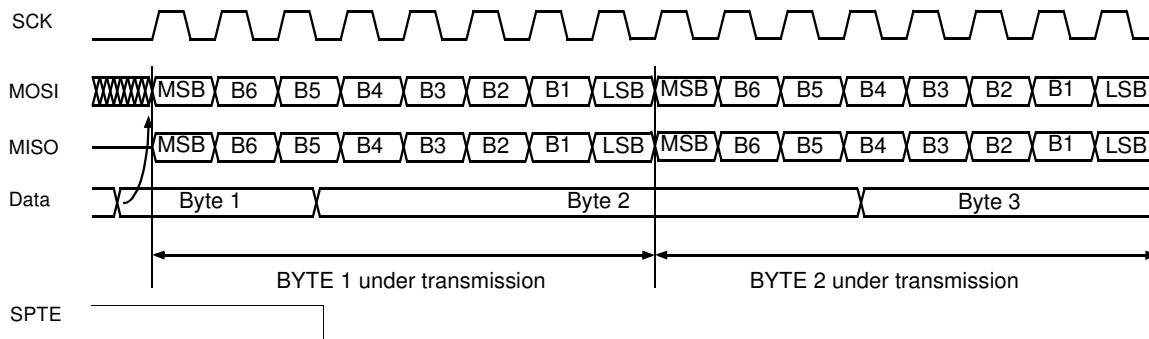 SCK
MOSI MSB B6 B5 B4 B3 B2 B1 LSB MSB B6 B5 B4 B3 B2 B1 LSB
MISO MSB B6 B5 B4 B3 B2 B1 LSB MSB B6 B5 B4 B3 B2 B1 LSB
Data Byte 1 Byte 2 Byte 3
BYTE 1 under transmission BYTE 2 under transmission
SPTE